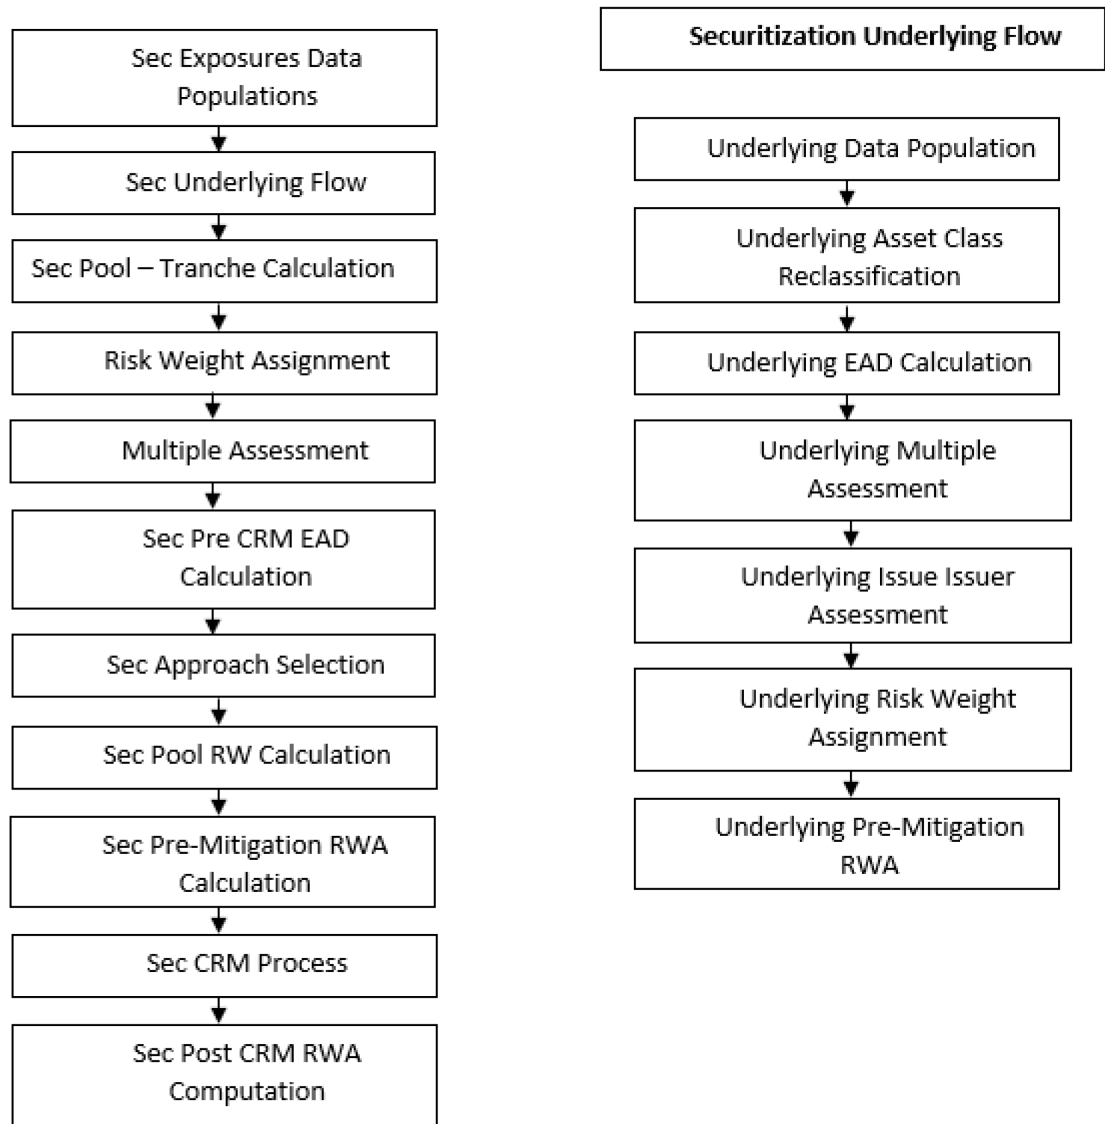 Sec Exposures Data
Populations
Sec Underlying Flow
Sec Pool – Tranche Calculation
Risk Weight Assignment
Multiple Assessment
Sec Pre CRM EAD
Calculation
Sec Approach Selection
Sec Pool RW Calculation
Sec Pre-Mitigation RWA
Calculation
Sec CRM Process
Sec Post CRM RWA
Computation
Securitization Underlying Flow
Underlying Data Population
Underlying Asset Class
Reclassification
Underlying EAD Calculation
Underlying Multiple
Assessment
Underlying Issue Issuer
Assessment
Underlying Risk Weight
Assignment
Underlying Pre-Mitigation
RWA